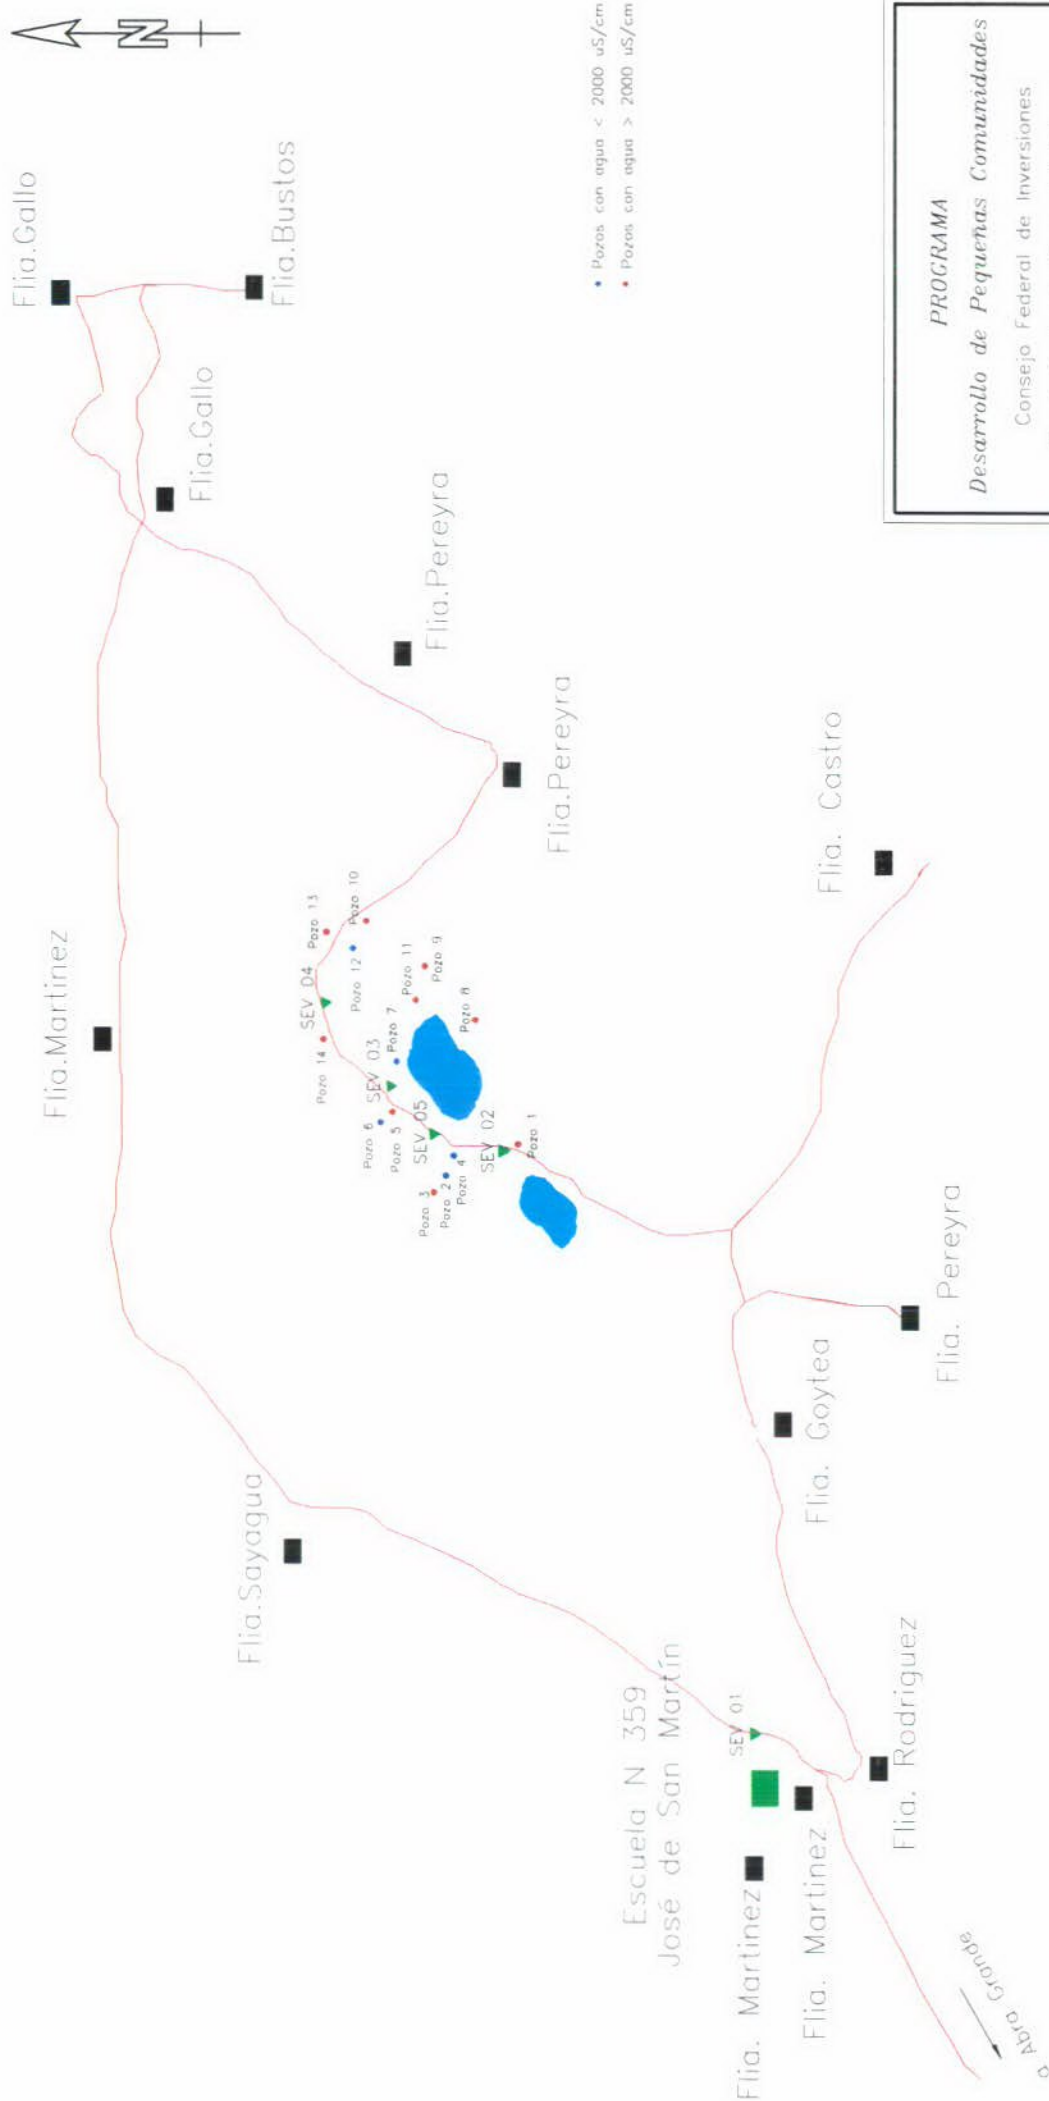 N
Flia.Gallo
Flia.Bustos
Flia.Gallo
Flia.Pereyra
Flia.Pereyra
Flia.Martinez
Flia. Castro
Pozo 13
Pozo 10
SEV 04
Pozo 12
Pozo 11
Pozo 9
Pozo 14
SEV 03
Pozo 7
Pozo 8
Pozo 6
Pozo 5
SEV 05
SEV 02
Pozo 3
Pozo 2
Pozo 4
Pozo 1
Flia. Pereyra
Flia. Goytea
Flia.Sayagua
Flia. Rodriguez
Escuela N 359
José de San Martín
SEV 01
Flia. Martinez
Flia. Martinez
a Abra Grande
Pozos con agua < 2000 uS/cm
Pozos con agua > 2000 uS/cm
PROGRAMA
Desarrollo de Pequeñas Comunidades
Consejo Federal de Inversiones